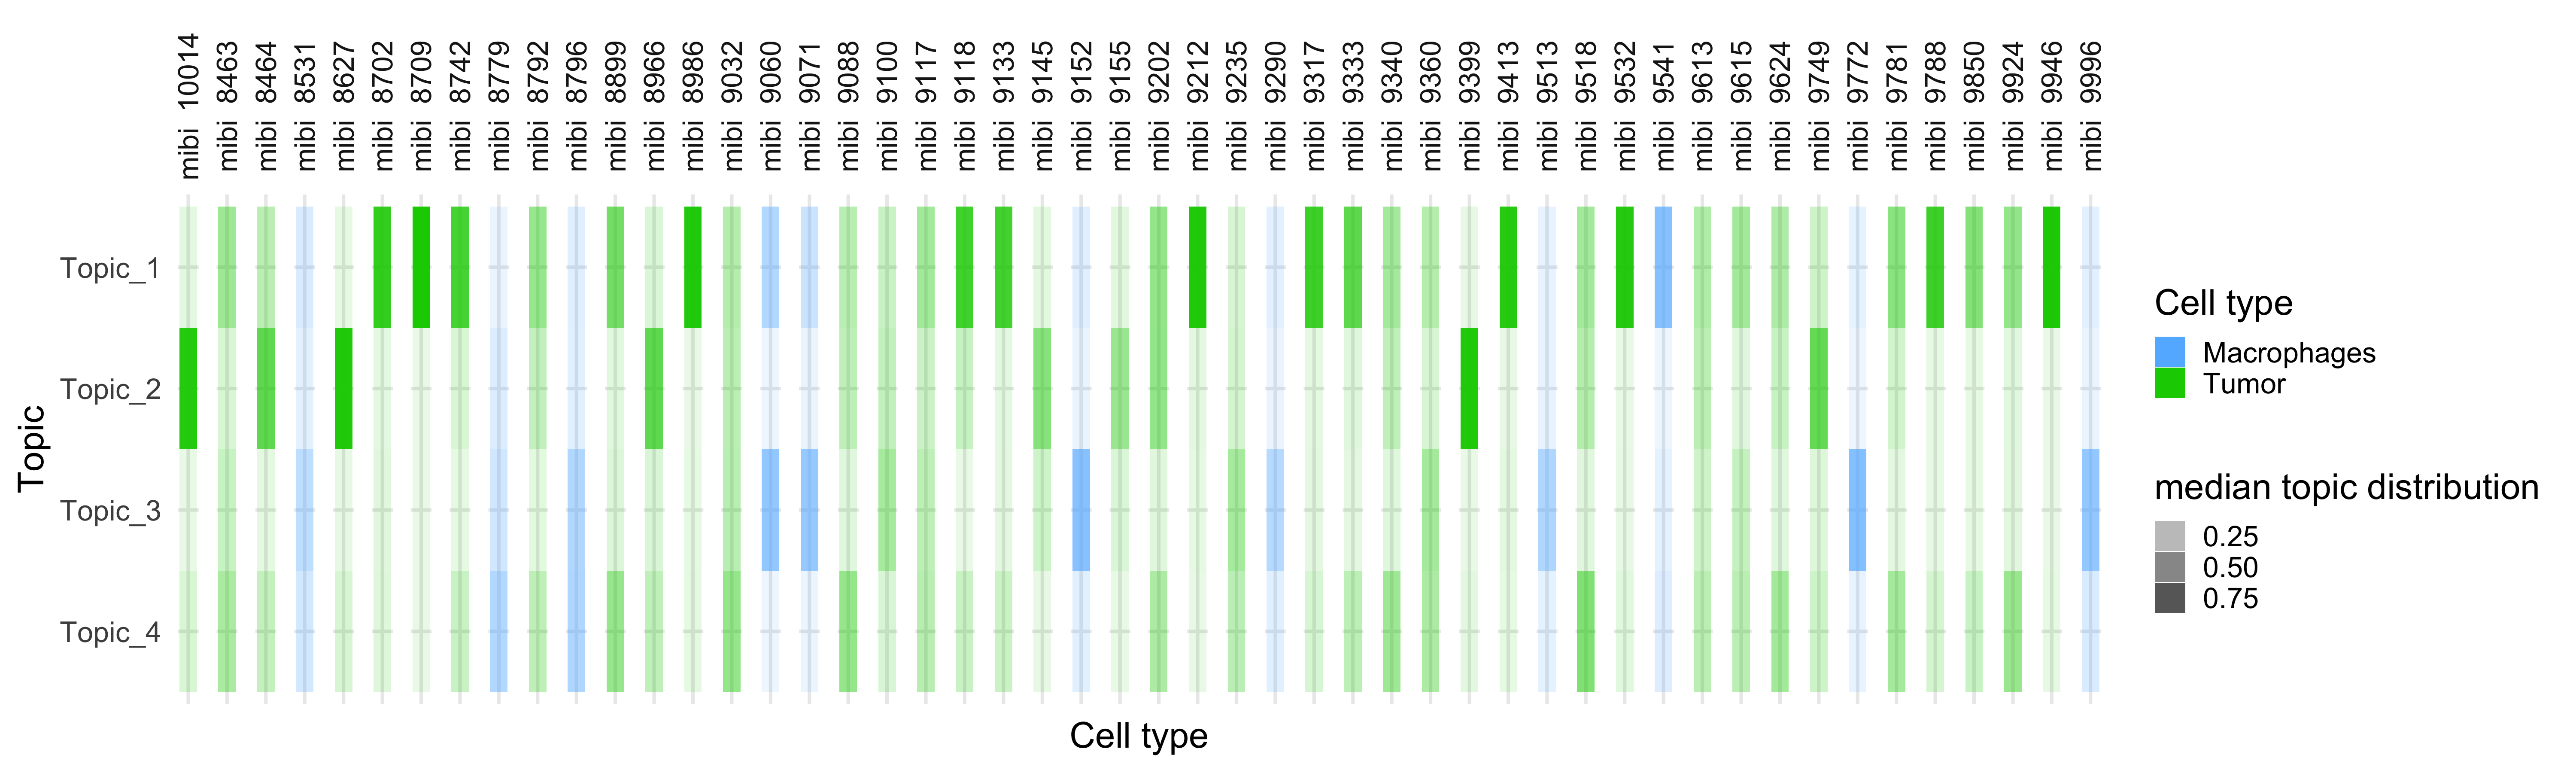 mibi 10014
mibi 8463
mibi 8464
mibi 8531
mibi 8627
mibi 8702
mibi 8709
mibi 8742
mibi 8779
mibi 8792
mibi 8796
mibi 8899
mibi 8966
mibi 8986
mibi 9032
mibi 9060
mibi 9071
mibi 9088
mibi 9100
mibi 9117
mibi 9118
mibi 9133
mibi 9145
mibi 9152
mibi 9155
mibi 9202
mibi 9212
mibi 9235
mibi 9290
mibi 9317
mibi 9333
mibi 9340
mibi 9360
mibi 9399
mibi 9413
mibi 9513
mibi 9518
mibi 9532
mibi 9541
mibi 9613
mibi 9615
mibi 9624
mibi 9749
mibi 9772
mibi 9781
mibi 9788
mibi 9850
mibi 9924
mibi 9946
mibi 9996
Topic
Topic_1
Topic_2
Topic_3
Topic_4
Cell type
Cell type
Macrophages
Tumor
median topic distribution
0.25
0.50
0.75